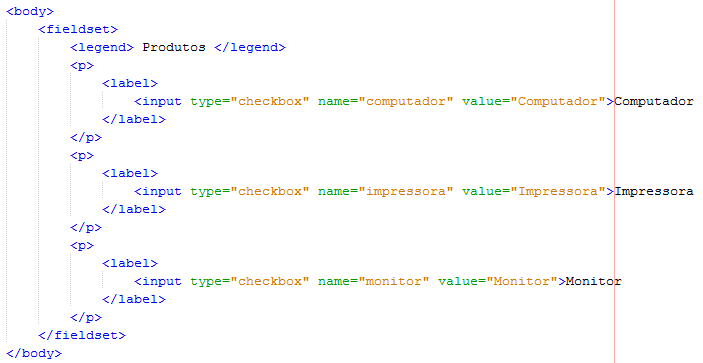 <body>
<fieldset>
<legend> Produtos </legend>
<p>
<label>
<input type="checkbox" name="computador" value="Computador">Computador
</label>
</p>
<p>
<label>
<input type="checkbox" name="impressora" value="Impressora">Impressora
</label>
</p>
<p>
<label>
<input type="checkbox" name="monitor" value="Monitor">Monitor
</label>
</p>
</fieldset>
</body>